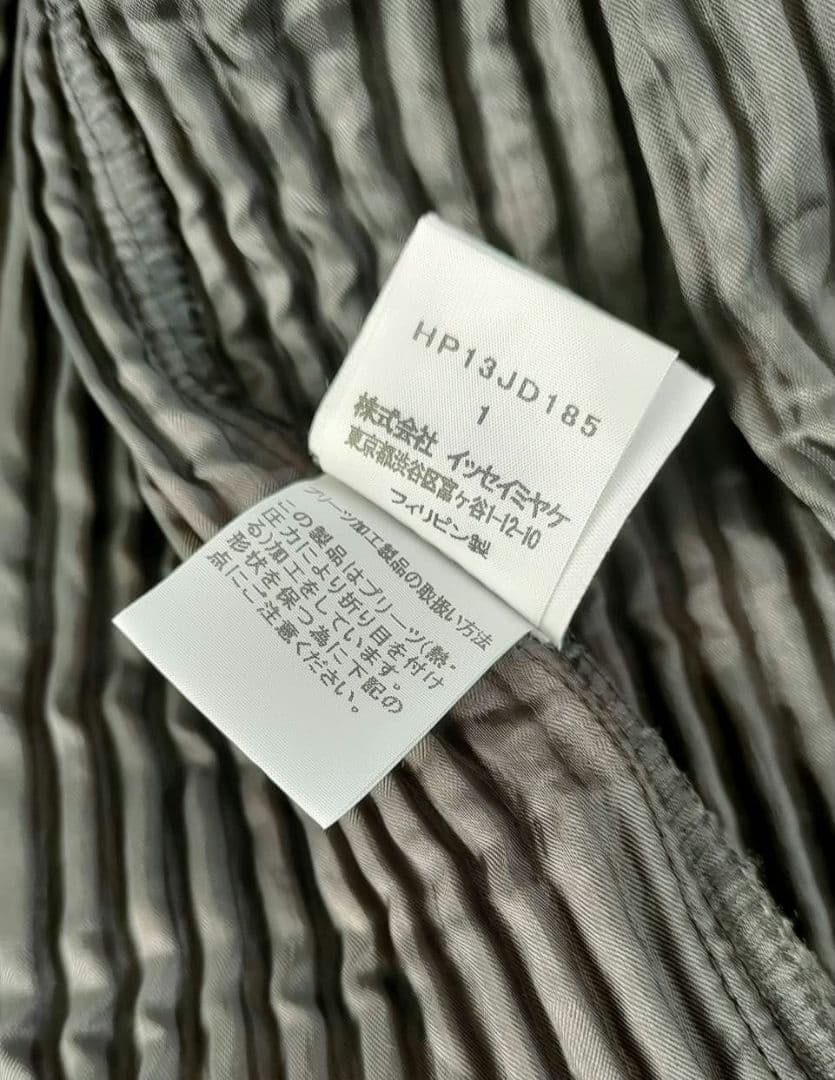 HP13JD185
1
株式会社 イッセイミヤケ
東京都渋谷区富ヶ谷1-12-10
フィリピン製
プリーツ加工製品の取扱い方法
この製品はプリーツ(熱・
圧力により折り目を付け
る)加工をしています。
形状を保つ為に下記の
点にご注意ください。